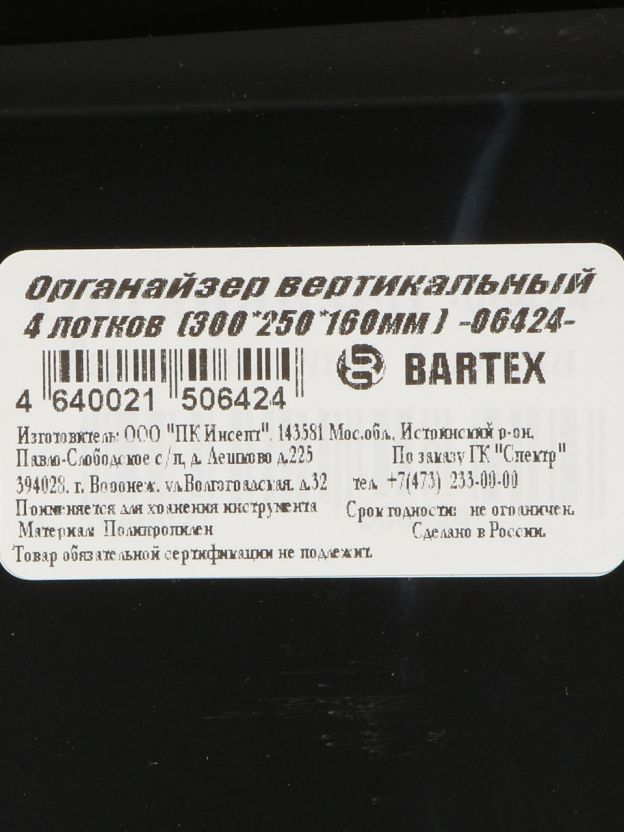 Органайзер вертикальный
4 лотков (300*250*160мм) -06424-
BARTEX
4 640021 506424
Изготовитель: ООО "ПК Инсепт". 143581 Мос.обл., Истринский р-он,
Павло-Слободское с/п, д. Лешково д.225 По заказу ГК "Спектр"
394028. г. Воронеж. ул.Волгоградская. д.32 тел. +7(473) 233-00-00
Применяется для хранения инструмента Срок годности: не ограничен.
Материал: Полипропилен Сделано в России.
Товар обязательной сертификации не подлежит.